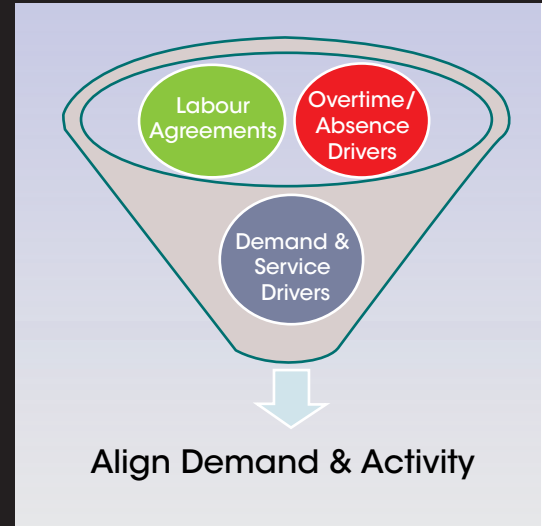 Labour
Agreements
Overtime/
Absence
Drivers
Demand &
Service
Drivers
Align Demand & Activity